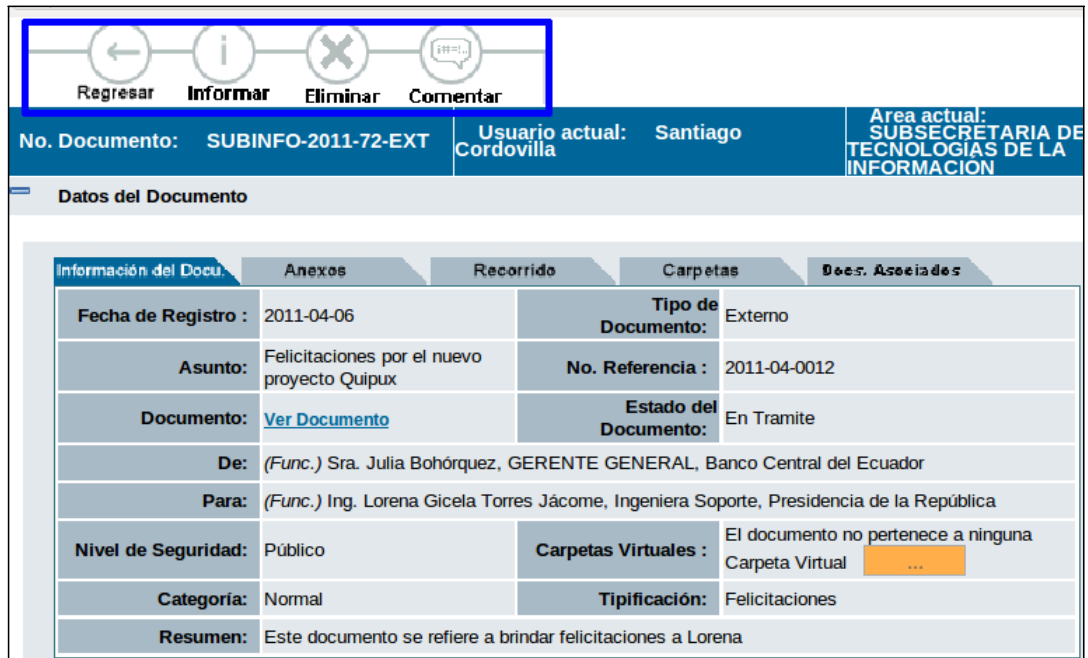 i#=!..
Regresar Informar Eliminar Comentar
No. Documento: SUBINFO-2011-72-EXT
Usuario actual: Santiago
Cordovilla
Area actual:
SUBSECRETARIA DE
TECNOLOGÍAS DE LA
INFORMACIÓN
Datos del Documento
Información del Docu. Anexos Recorrido Carpetas Docs. Asociados
Fecha de Registro : 2011-04-06
Tipo de
Documento: Externo
Asunto: Felicitaciones por el nuevo
proyecto Quipux
No. Referencia : 2011-04-0012
Documento: Ver Documento
Estado del
Documento: En Tramite
De: (Func.) Sra. Julia Bohórquez, GERENTE GENERAL, Banco Central del Ecuador
Para: (Func.) Ing. Lorena Gicela Torres Jácome, Ingeniera Soporte, Presidencia de la República
Nivel de Seguridad: Público
Carpetas Virtuales : El documento no pertenece a ninguna
Carpeta Virtual ...
Categoría: Normal
Tipificación: Felicitaciones
Resumen: Este documento se refiere a brindar felicitaciones a Lorena